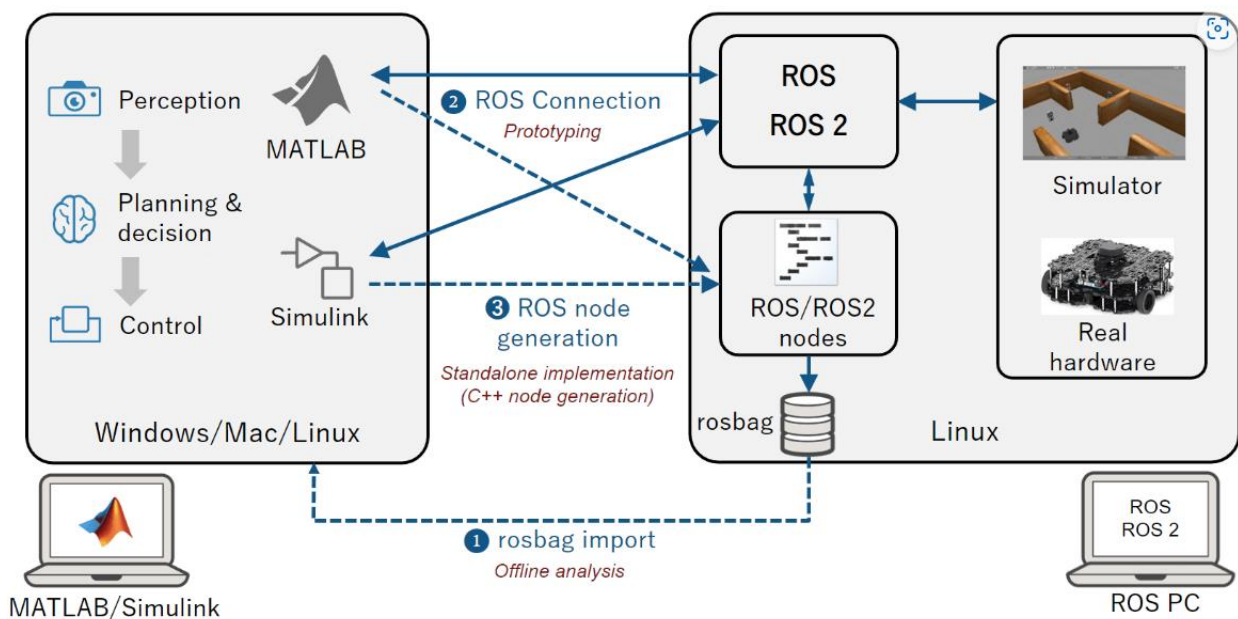 Perception
MATLAB
Planning &
decision
Simulink
Control
Windows/Mac/Linux
MATLAB/Simulink
2 ROS Connection
Prototyping
3 ROS node
generation
Standalone implementation
(C++ node generation)
1 rosbag import
Offline analysis
ROS
ROS 2
ROS/ROS2
nodes
rosbag
Simulator
Real
hardware
Linux
ROS
ROS 2
ROS PC